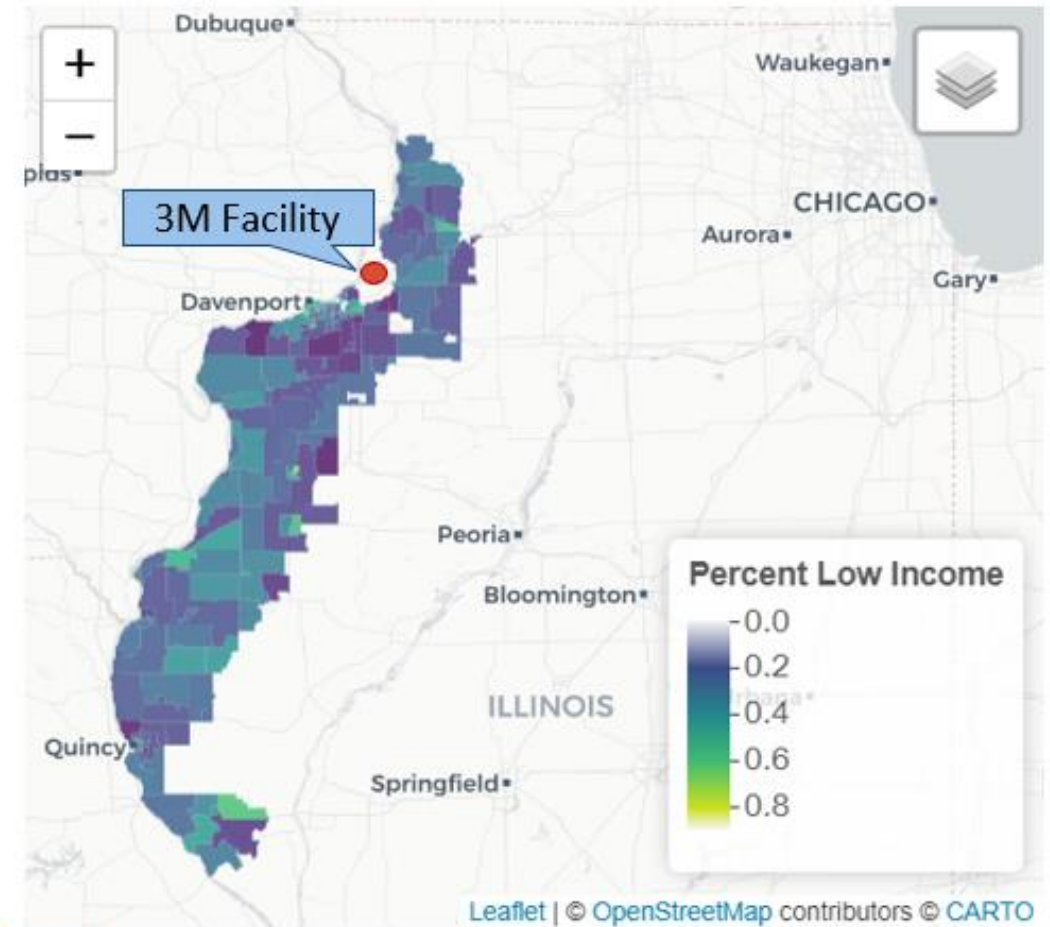 Dubuque
+
Waukegan
−
pids
CHICAGO
3M Facility
Aurora
Gary
Davenport
Peoria
Percent Low Income
Bloomington
0.0
0.2
ILLINOIS
0.4
Quincy
0.6
Springfield
0.8
Leaflet | © OpenStreetMap contributors © CARTO